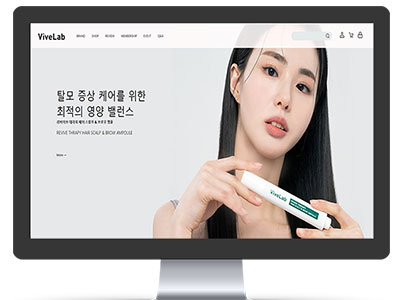 ViveLab
BRAND SHOP REVIEW MEMBERSHIP EVENT Q&A
탈모 증상 케어를 위한
최적의 영양 밸런스
REVIVE THRAPY HAIR SCALP & BROW AMPOULE
More
ViveLab